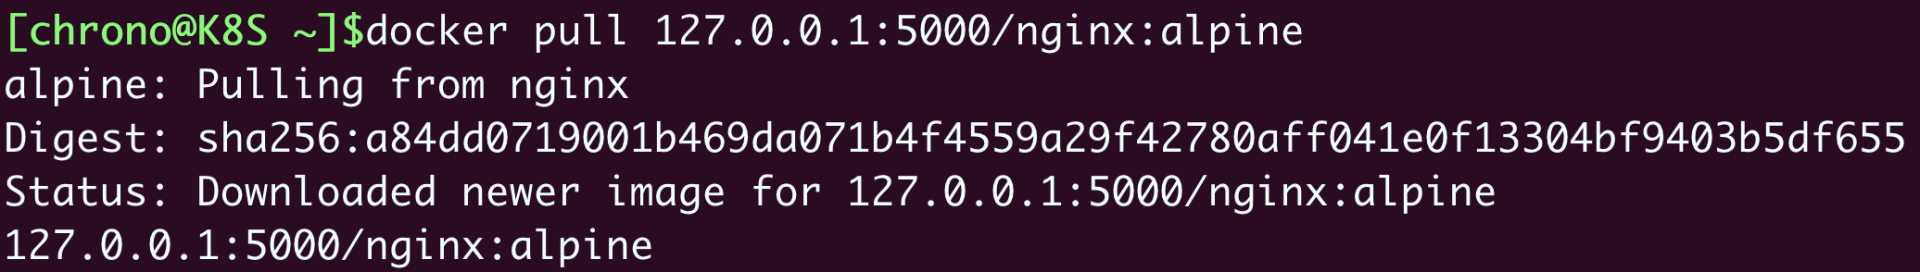 [chrono@K8S ~]$docker pull 127.0.0.1:5000/nginx:alpine
alpine: Pulling from nginx
Digest: sha256:a84dd0719001b469da071b4f4559a29f42780aff041e0f13304bf9403b5df655
Status: Downloaded newer image for 127.0.0.1:5000/nginx:alpine
127.0.0.1:5000/nginx:alpine